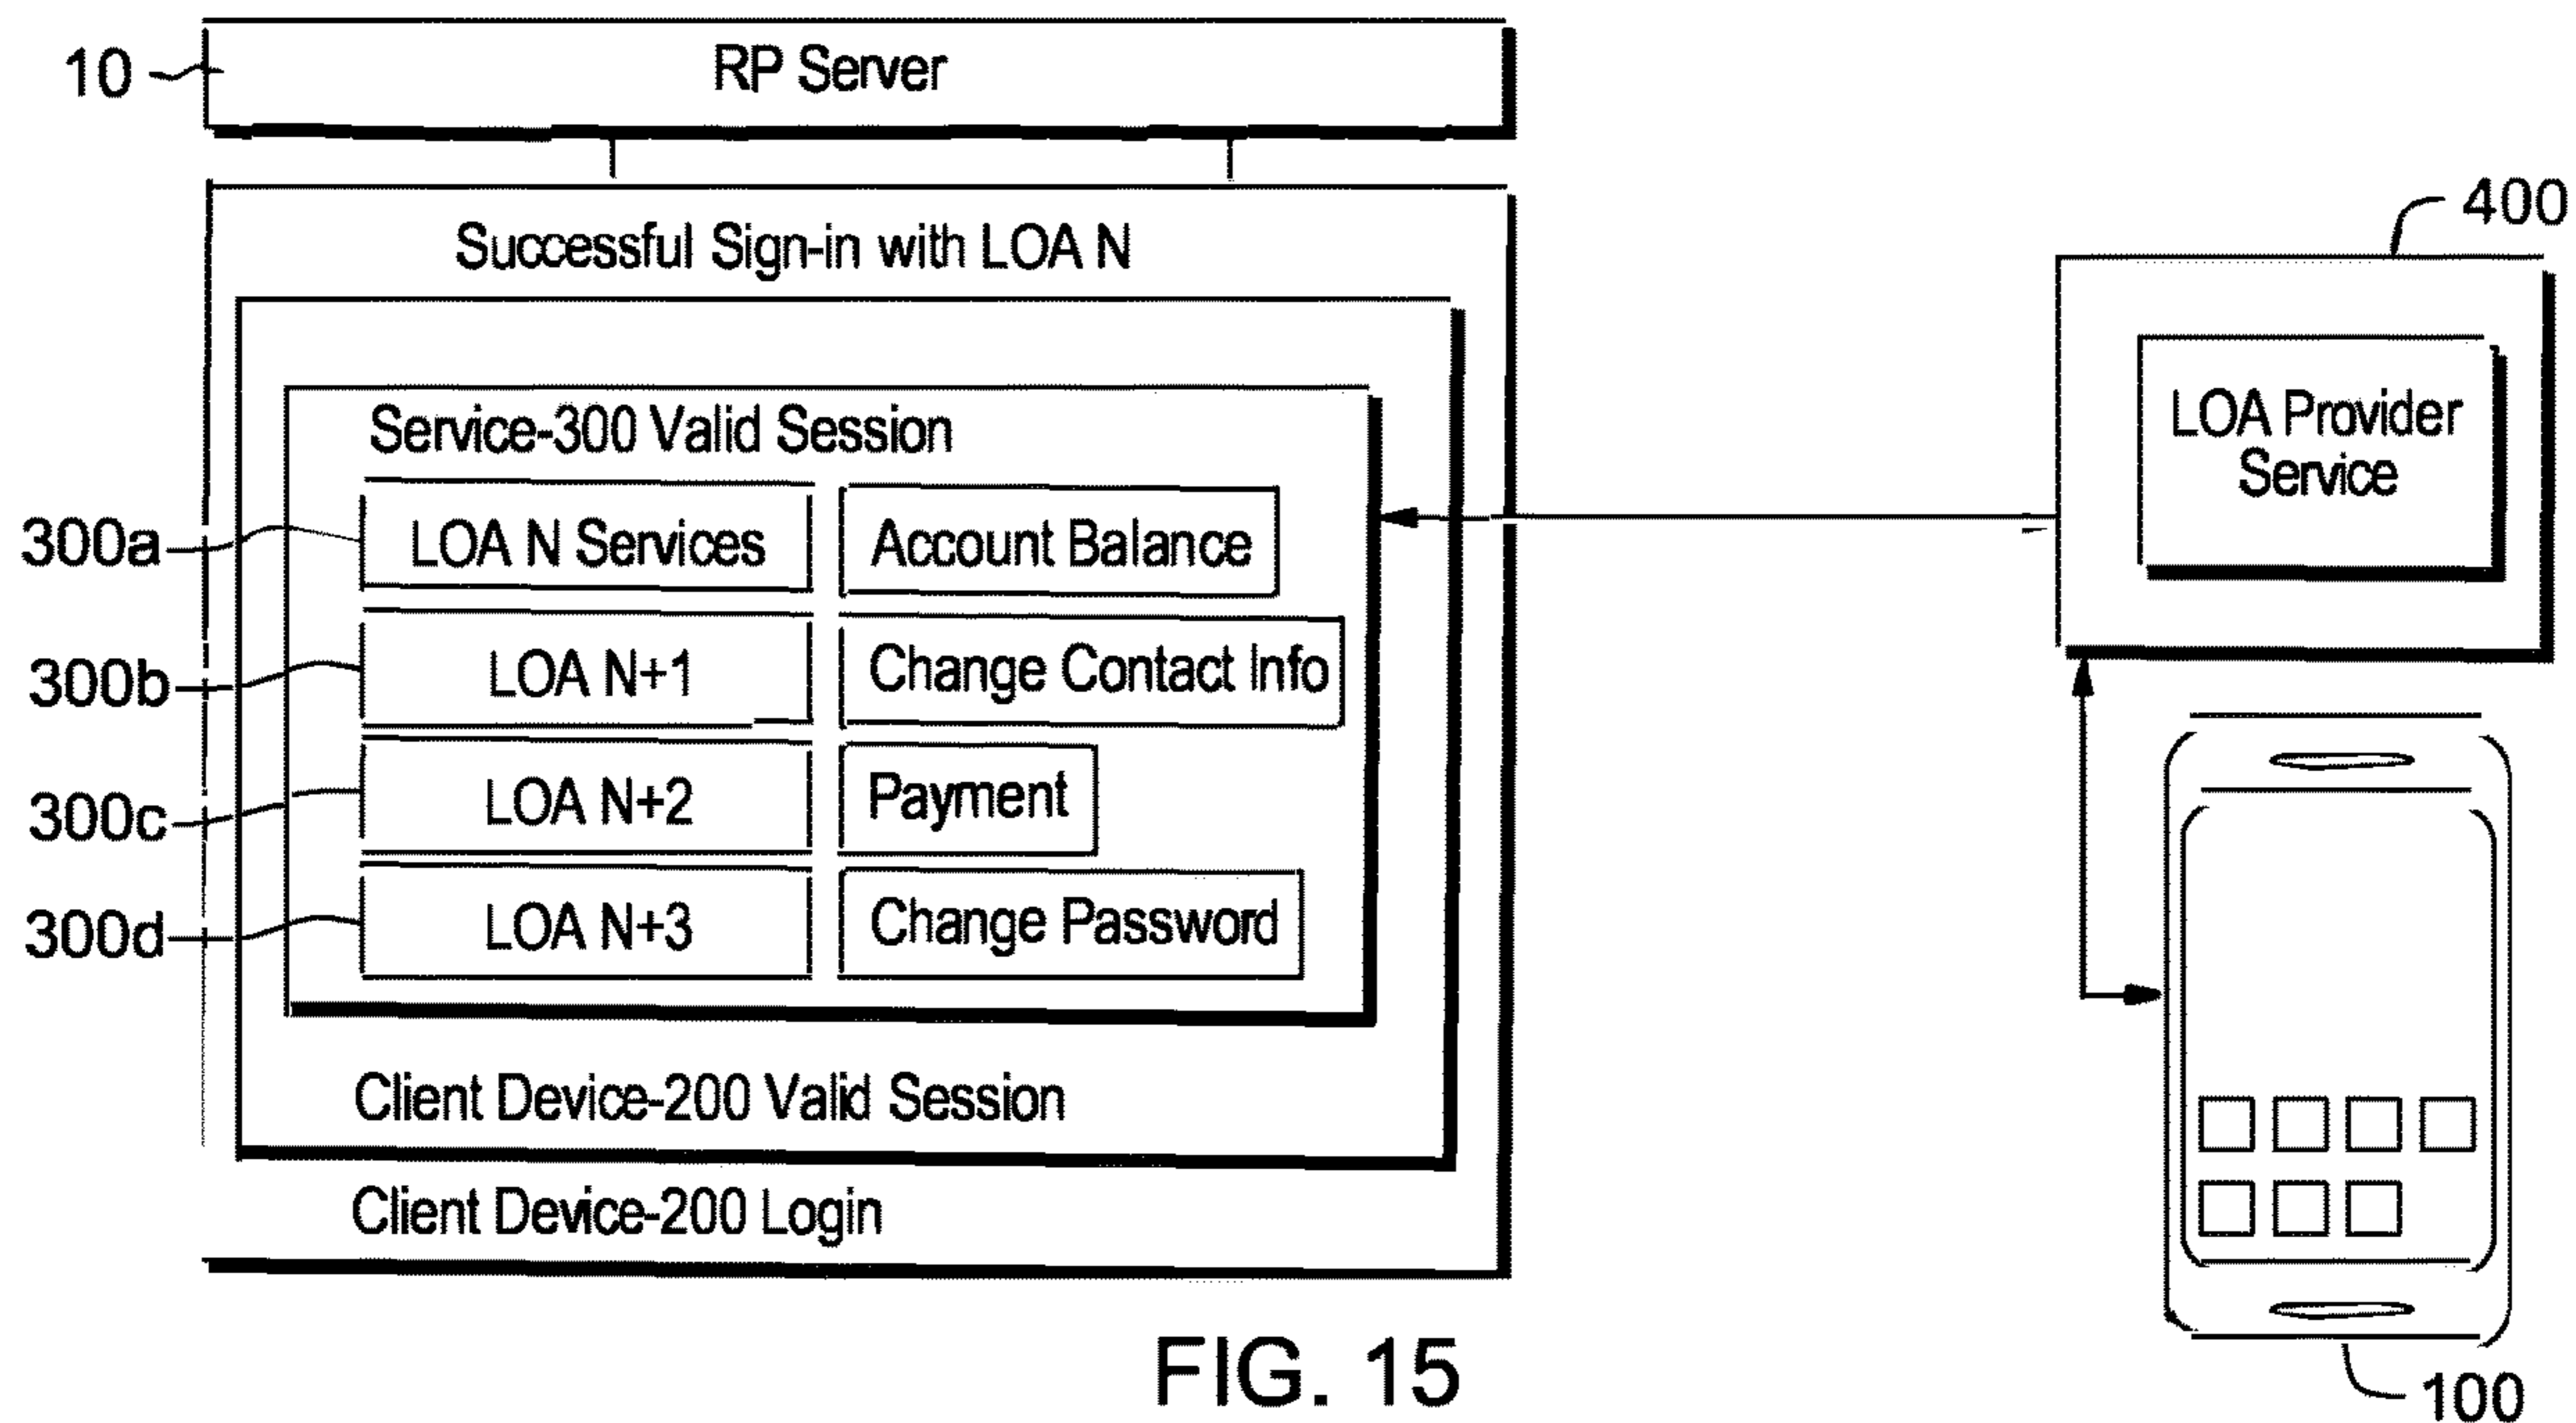 10
RP Server
Successful Sign-in with LOA N
400
LOA Provider
Service
Service-300 Valid Session
300a
LOA N Services
Account Balance
300b
LOA N+1
Change Contact Info
300c
LOA N+2
Payment
300d
LOA N+3
Change Password
Client Device-200 Valid Session
Client Device-200 Login
100
FIG. 15